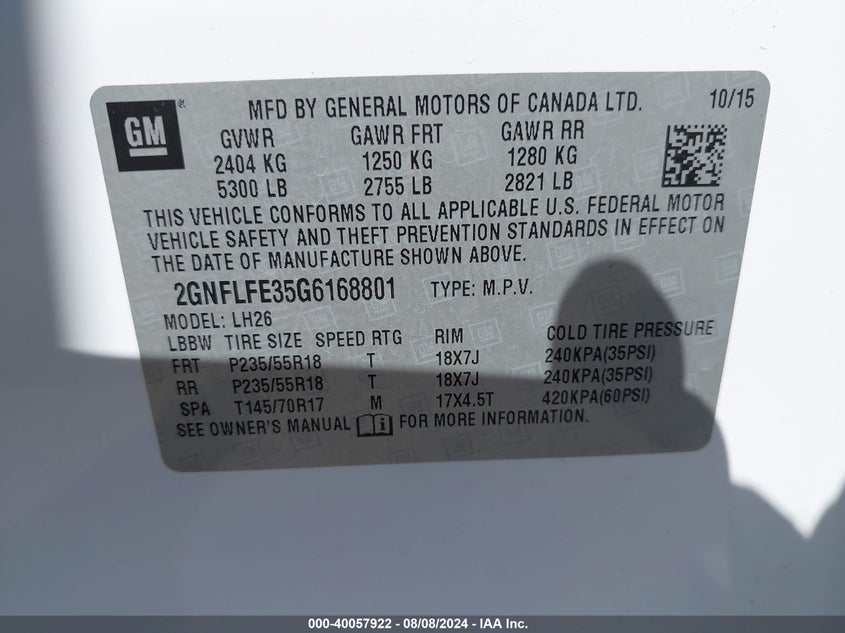 GM ® MFD BY GENERAL MOTORS OF CANADA LTD. 10/15
GVWR GAWR FRT GAWR RR
2404 KG 1250 KG 1280 KG
5300 LB 2755 LB 2821 LB
THIS VEHICLE CONFORMS TO ALL APPLICABLE U.S. FEDERAL MOTOR
VEHICLE SAFETY AND THEFT PREVENTION STANDARDS IN EFFECT ON
THE DATE OF MANUFACTURE SHOWN ABOVE.
2GNFLFE35G6168801 TYPE: M.P.V.
MODEL: LH26
LBBW TIRE SIZE SPEED RTG RIM COLD TIRE PRESSURE
FRT P235/55R18 T 18X7J 240KPA(35PSI)
RR P235/55R18 T 18X7J 240KPA(35PSI)
SPA T145/70R17 M 17X4.5T 420KPA(60PSI)
SEE OWNER'S MANUAL i FOR MORE INFORMATION.
000-40057922 - 08/08/2024 - IAA Inc.